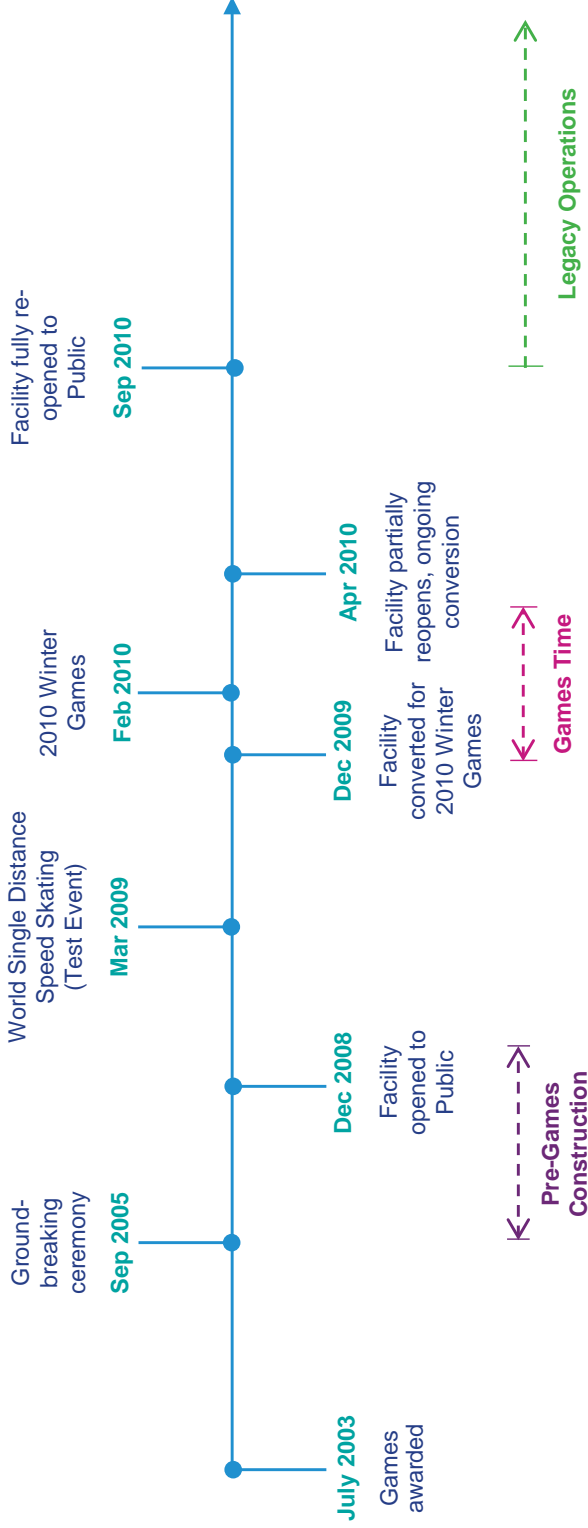 July 2003
Games
awarded
Ground-
breaking
ceremony
Sep 2005
Dec 2008
Facility
opened to
Public
World Single Distance
Speed Skating
(Test Event)
Mar 2009
Dec 2009
Facility
converted for
2010 Winter
Games
2010 Winter
Games
Feb 2010
Apr 2010
Facility partially
reopens, ongoing
conversion
Facility fully re-
opened to
Public
Sep 2010
Pre-Games
Construction
Games Time
Legacy Operations